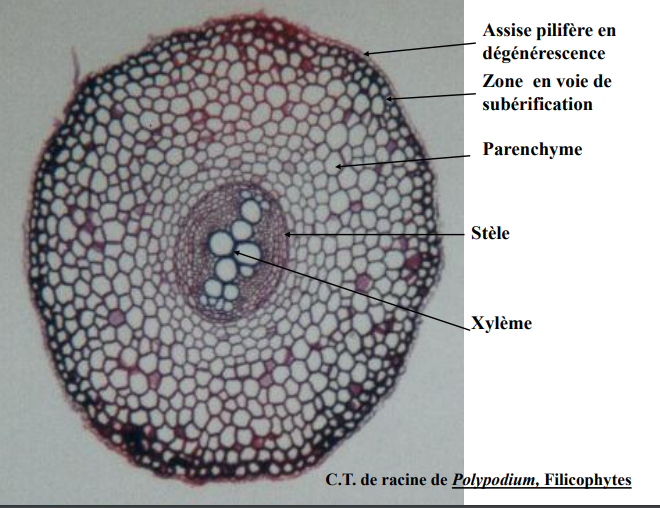 Assise pilifère en
dégénérescence
Zone en voie de
subérification
Parenchyme
Stèle
Xylème
C.T. de racine de Polypodium, Filicophytes